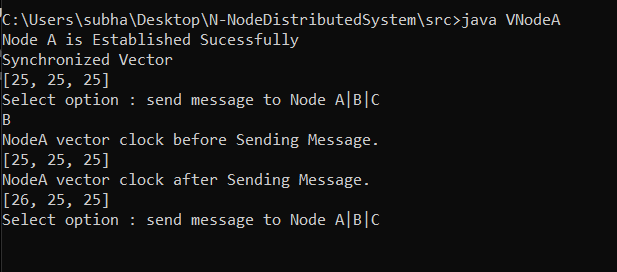 C:\Users\subha\Desktop\N-NodeDistributedSystem\src>java VNodeA
Node A is Established Sucessfully
Synchronized Vector
[25, 25, 25]
Select option : send message to Node A|B|C
B
NodeA vector clock before Sending Message.
[25, 25, 25]
NodeA vector clock after Sending Message.
[26, 25, 25]
Select option : send message to Node A|B|C